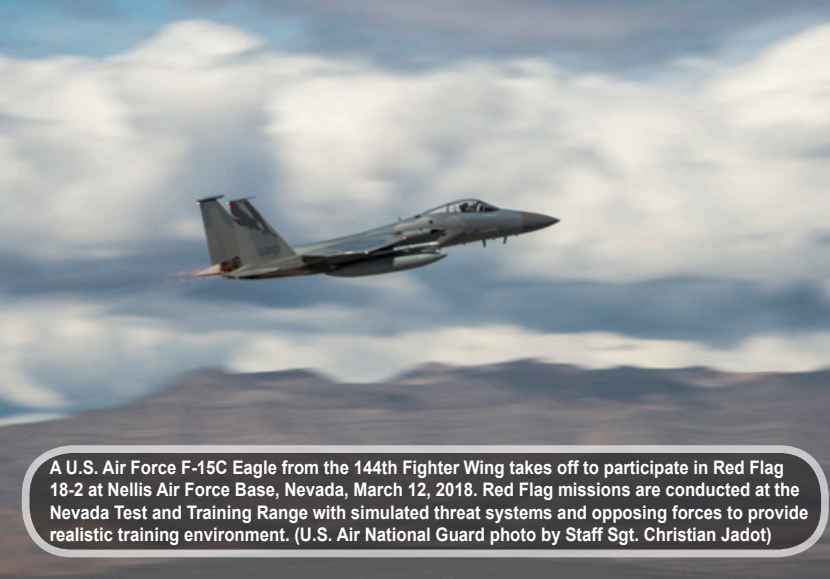 A U.S. Air Force F-15C Eagle from the 144th Fighter Wing takes off to participate in Red Flag
18-2 at Nellis Air Force Base, Nevada, March 12, 2018. Red Flag missions are conducted at the
Nevada Test and Training Range with simulated threat systems and opposing forces to provide
realistic training environment. (U.S. Air National Guard photo by Staff Sgt. Christian Jadot)